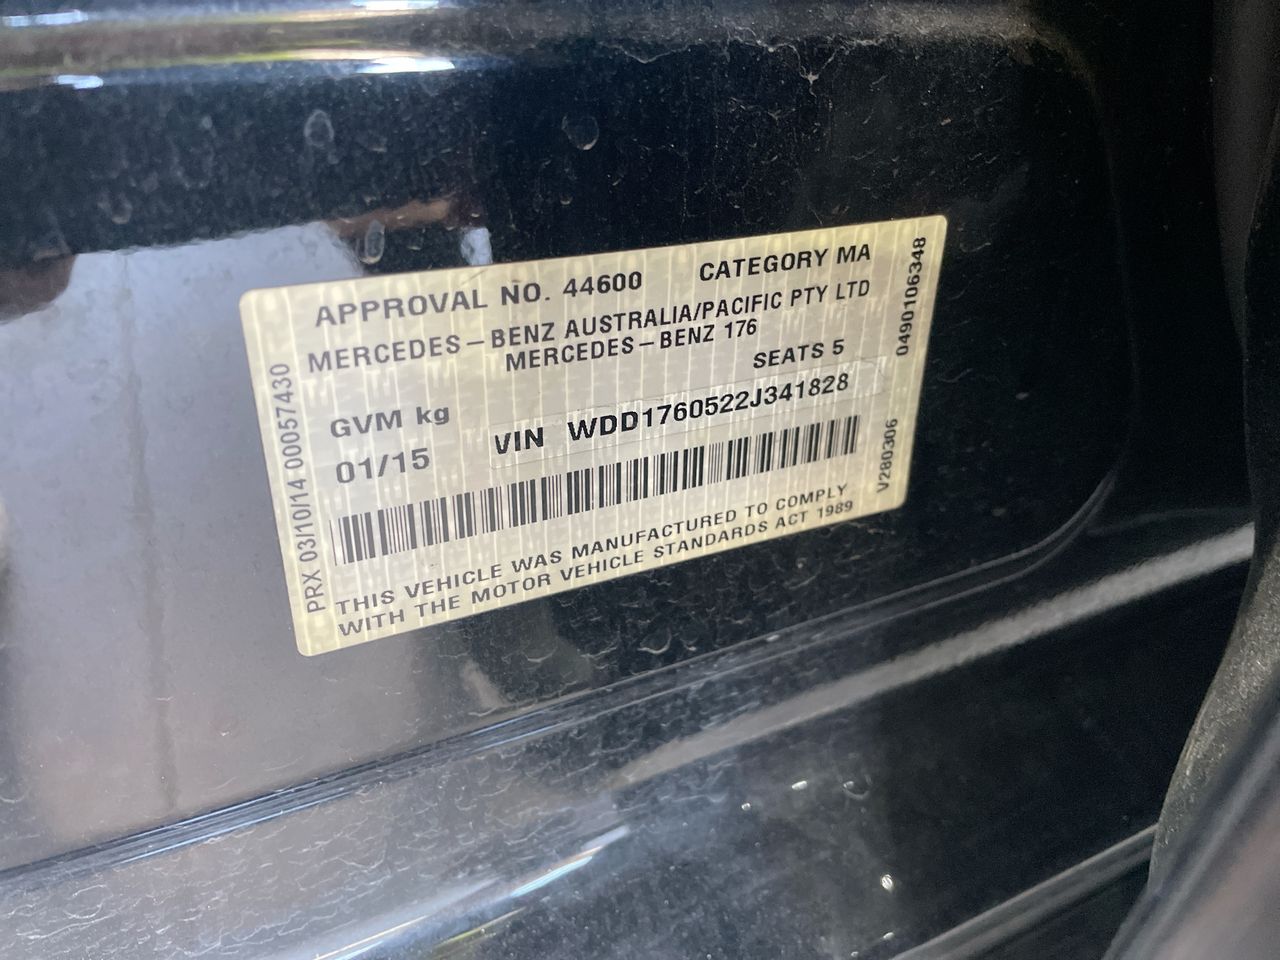 APPROVAL NO. 44600 CATEGORY MA
MERCEDES-BENZ AUSTRALIA/PACIFIC PTY LTD
MERCEDES-BENZ 176
SEATS 5
GVM kg
VIN WDD1760522J341828
01/15
THIS VEHICLE WAS MANUFACTURED TO COMPLY
WITH THE MOTOR VEHICLE STANDARDS ACT 1989
PRX 03/10/14 00057430
0490106348
V280306